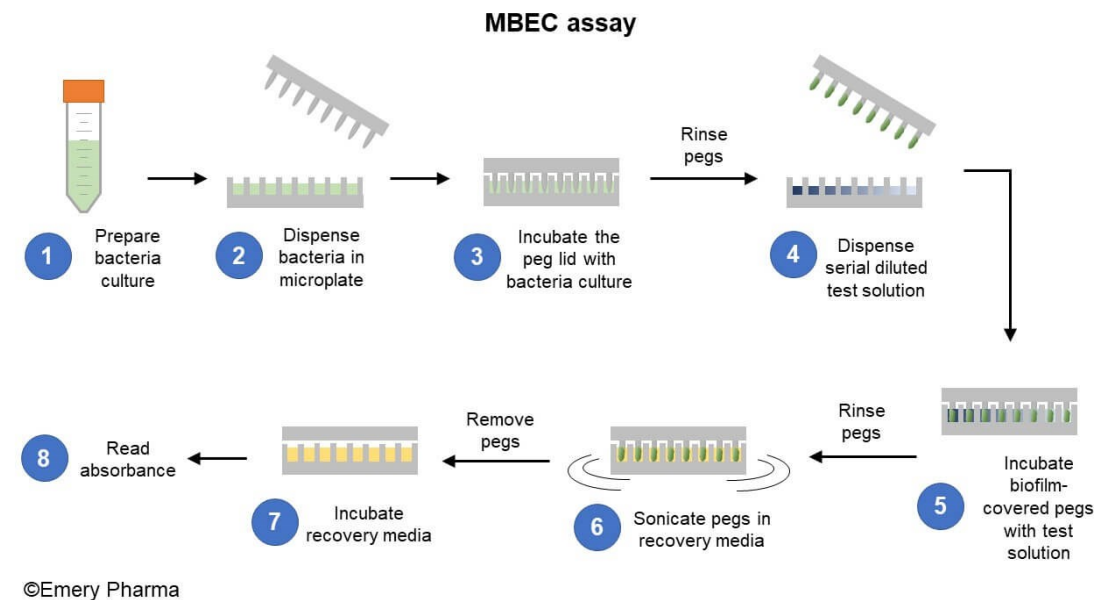 MBEC assay
1
Prepare
bacteria
culture
2
Dispense
bacteria in
microplate
3
Incubate the
peg lid with
bacteria culture
Rinse
pegs
4
Dispense
serial diluted
test solution
5
Incubate
biofilm-
covered pegs
with test
solution
Rinse
pegs
6
Sonicate pegs in
recovery media
Remove
pegs
7
Incubate
recovery media
8
Read
absorbance
©Emery Pharma